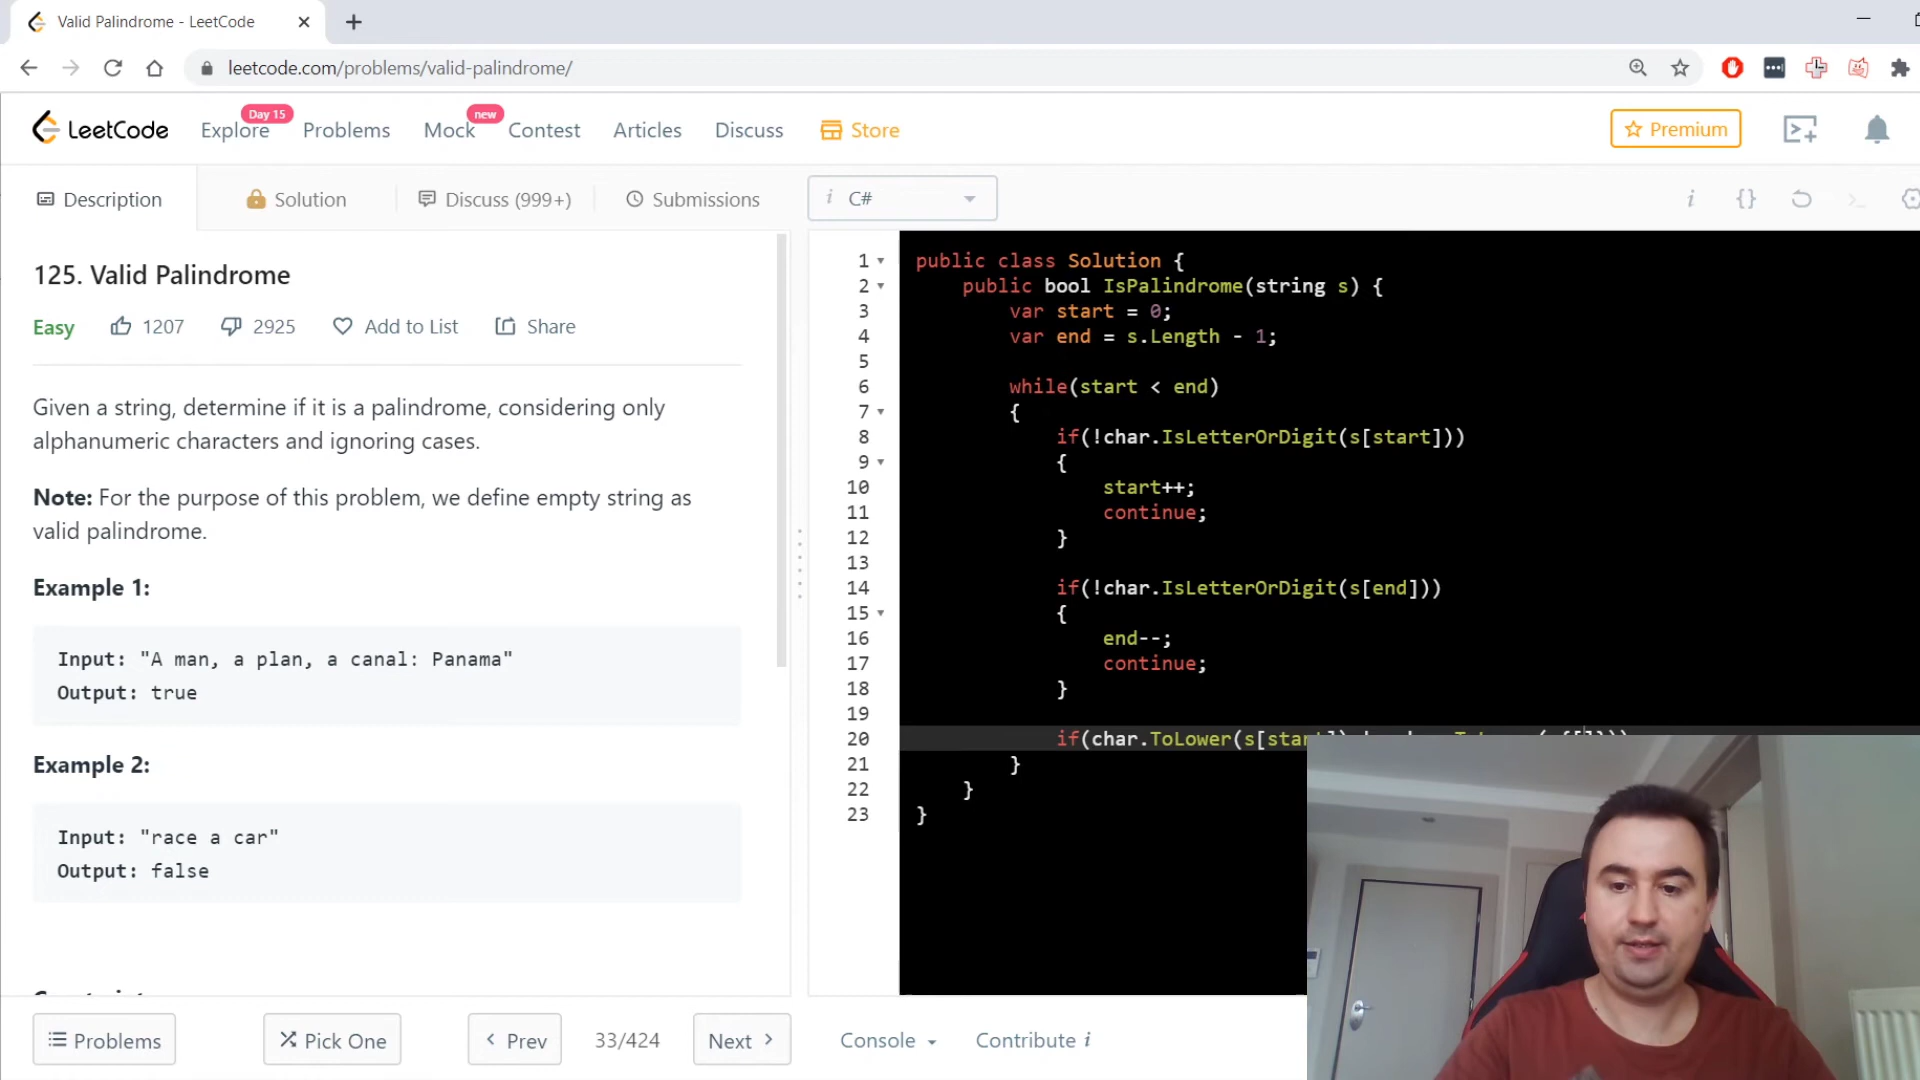 Valid Palindrome - LeetCode
leetcode.com/problems/valid-palindrome/
LeetCode
Explore
Day 15
Problems
Mock
new
Contest
Articles
Discuss
Store
Premium
Description
Solution
Discuss (999+)
Submissions
i C#
125. Valid Palindrome
Easy
1207
2925
Add to List
Share
Given a string, determine if it is a palindrome, considering only
alphanumeric characters and ignoring cases.
Note: For the purpose of this problem, we define empty string as
valid palindrome.
Example 1:
Input: "A man, a plan, a canal: Panama"
Output: true
Example 2:
Input: "race a car"
Output: false
1 public class Solution {
2 public bool IsPalindrome(string s) {
3 var start = 0;
4 var end = s.Length - 1;
5
6 while(start < end)
7 {
8 if(!char.IsLetterOrDigit(s[start]))
9 {
10 start++;
11 continue;
12 }
13
14 if(!char.IsLetterOrDigit(s[end]))
15 {
16 end--;
17 continue;
18 }
19
20 if(char.ToLower(s[start])
21 }
22 }
23 }
Problems
Pick One
Prev
33/424
Next
Console
Contribute i